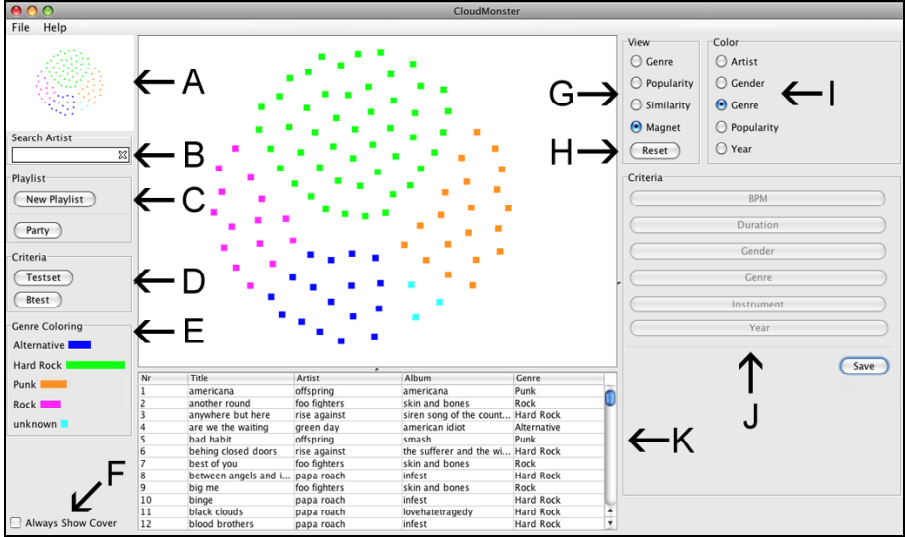 CloudMonster
File Help
A
Search Artist
B
Playlist
New Playlist
C
Party
Criteria
Testset
D
Btest
Genre Coloring
E
Alternative
Hard Rock
Punk
Rock
unknown
F
Always Show Cover
View
Genre
Popularity
G
Similarity
Magnet
H
Reset
Color
Artist
Gender
I
Genre
Popularity
Year
Criteria
BPM
Duration
Gender
Genre
Instrument
Year
Save
J
Nr Title Artist Album Genre
1 americana offspring americana Punk
2 another round foo fighters skin and bones Rock
3 anywhere but here rise against siren song of the count... Hard Rock
4 are we the waiting green day american idiot Alternative
5 bad habit offspring smash Punk
6 behing closed doors rise against the sufferer and the wi... Hard Rock
7 best of you foo fighters skin and bones Rock
8 between angels and i... papa roach infest Hard Rock
9 big me foo fighters skin and bones Rock
10 binge papa roach infest Hard Rock
11 black clouds papa roach lovehatetragedy Hard Rock
12 blood brothers papa roach infest Hard Rock
K